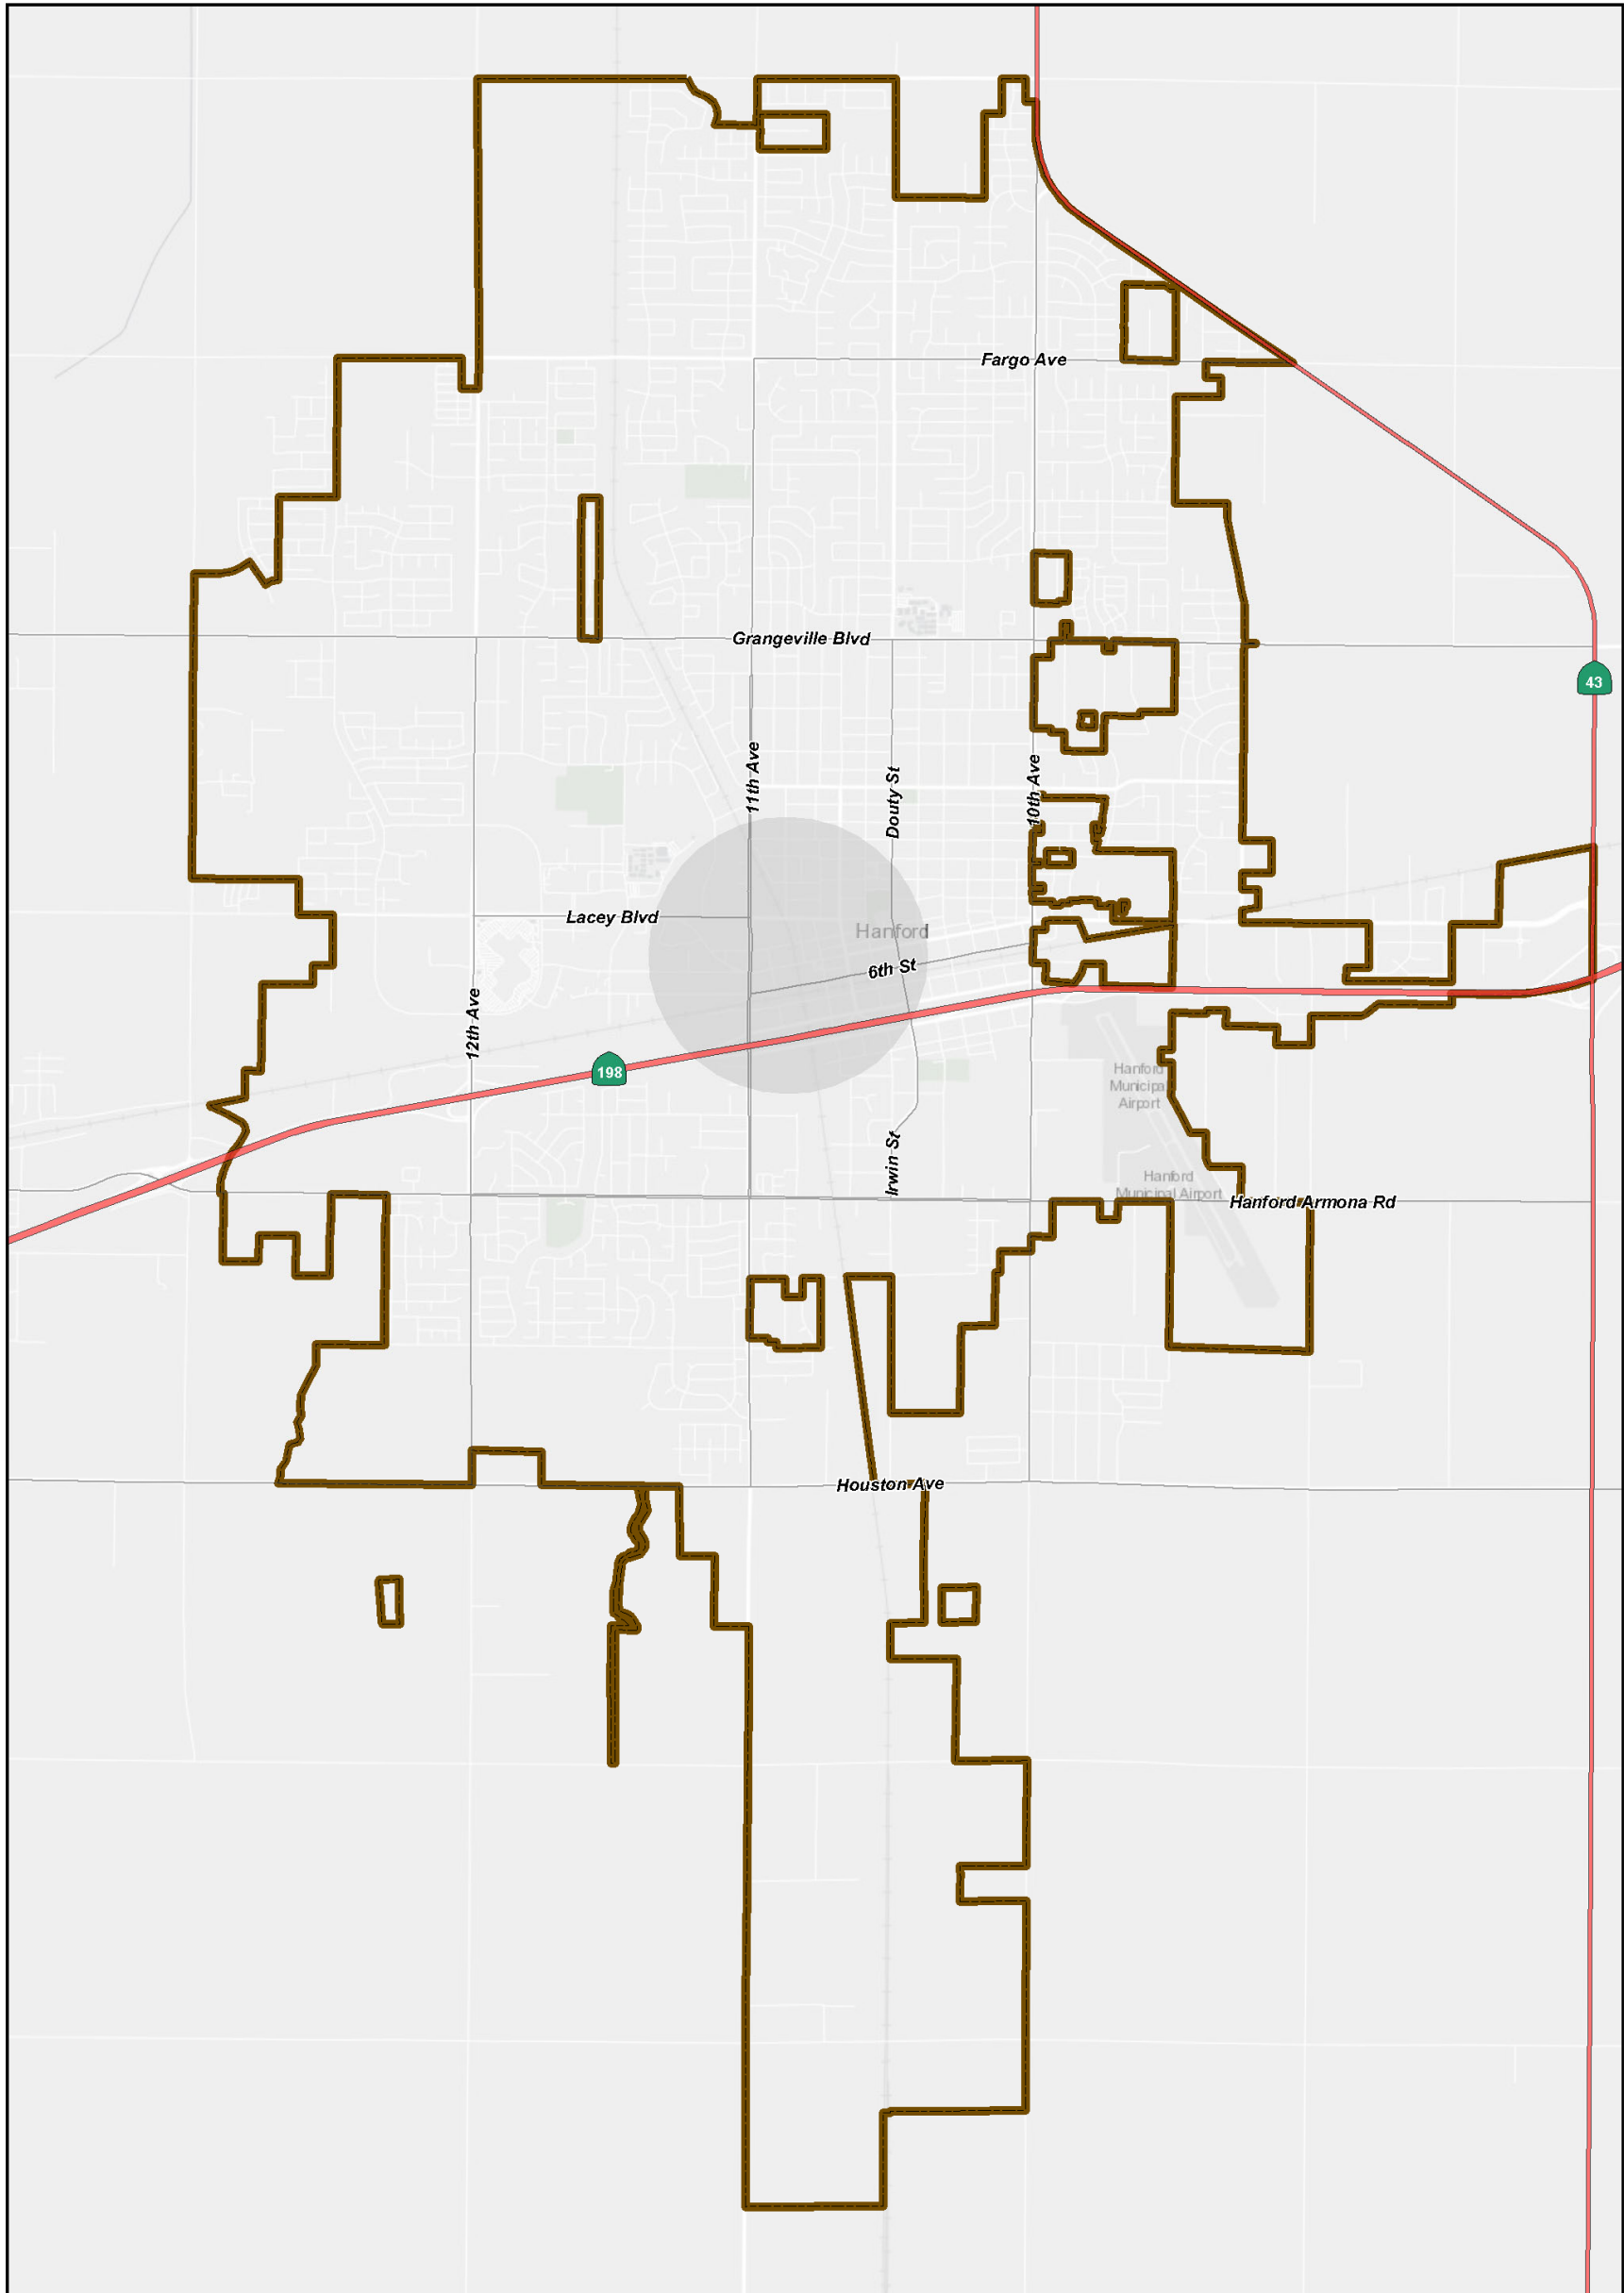 Fargo Ave
Grangeville Blvd
43
11th Ave
Douty St
10th Ave
Lacey Blvd
Hanford
6th St
12th Ave
198
Hanford
Municipal
Airport
Irwin St
Hanford
Municipal Airport
Hanford Armona Rd
Houston Ave